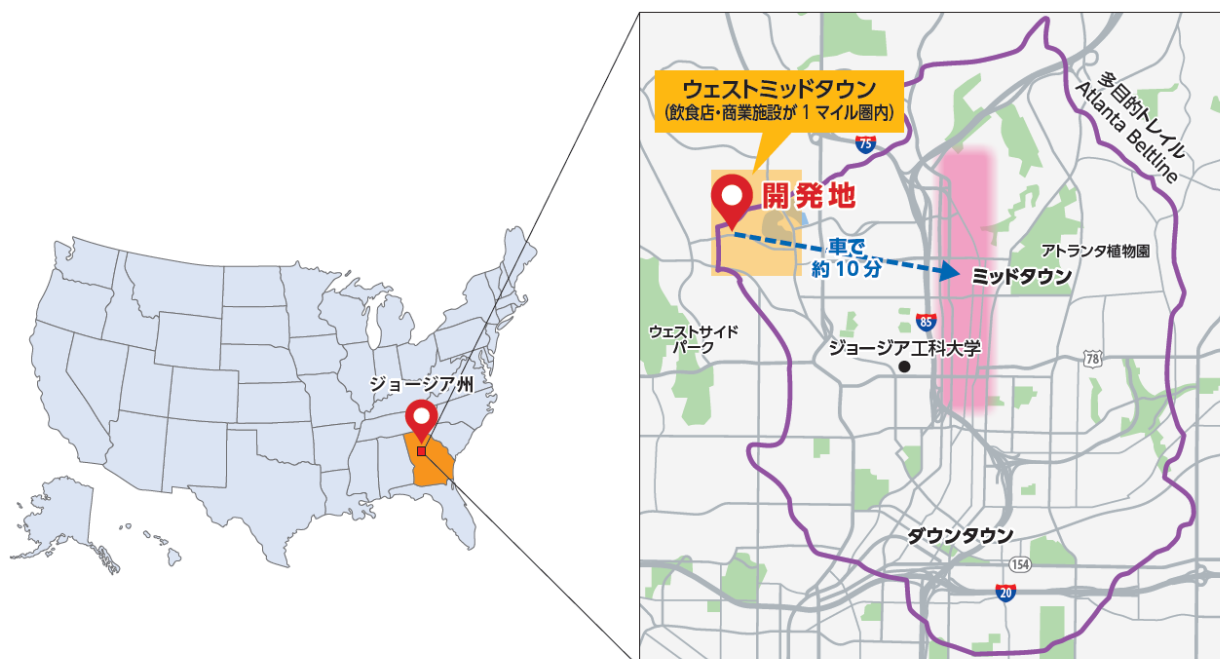 ジョージア州
ウェストミッドタウン
(飲食店・商業施設が 1 マイル圏内)
多目的トレイル
Atlanta Beltline
75
開発地
車で
約 10 分
アトランタ植物園
ミッドタウン
85
ウェストサイド
パーク
ジョージア工科大学
78
ダウンタウン
154
20